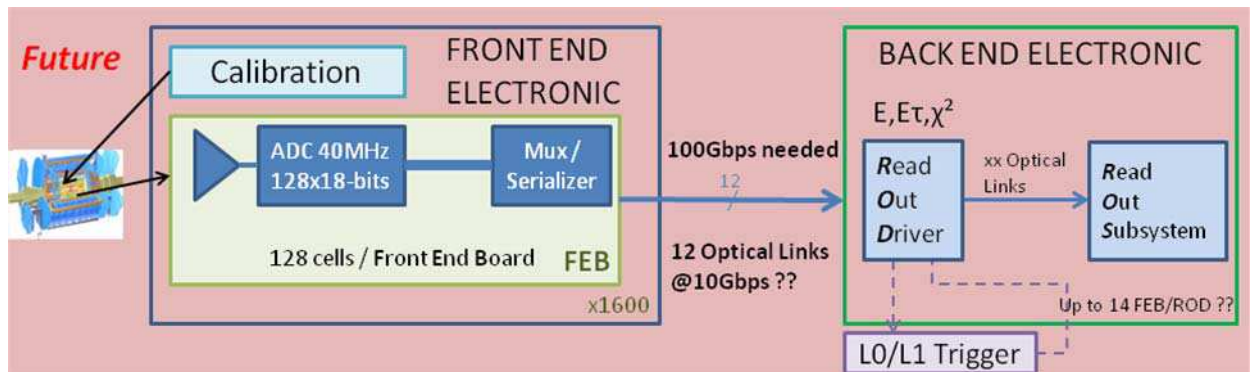 Future
Calibration
FRONT END
ELECTRONIC
ADC 40MHz
128x18-bits
Mux /
Serializer
128 cells / Front End Board
FEB
x1600
100Gbps needed
12
12 Optical Links
@10Gbps ??
BACK END ELECTRONIC
E,Eτ,χ²
Read
Out
Driver
xx Optical
Links
Read
Out
Subsystem
Up to 14 FEB/ROD ??
L0/L1 Trigger